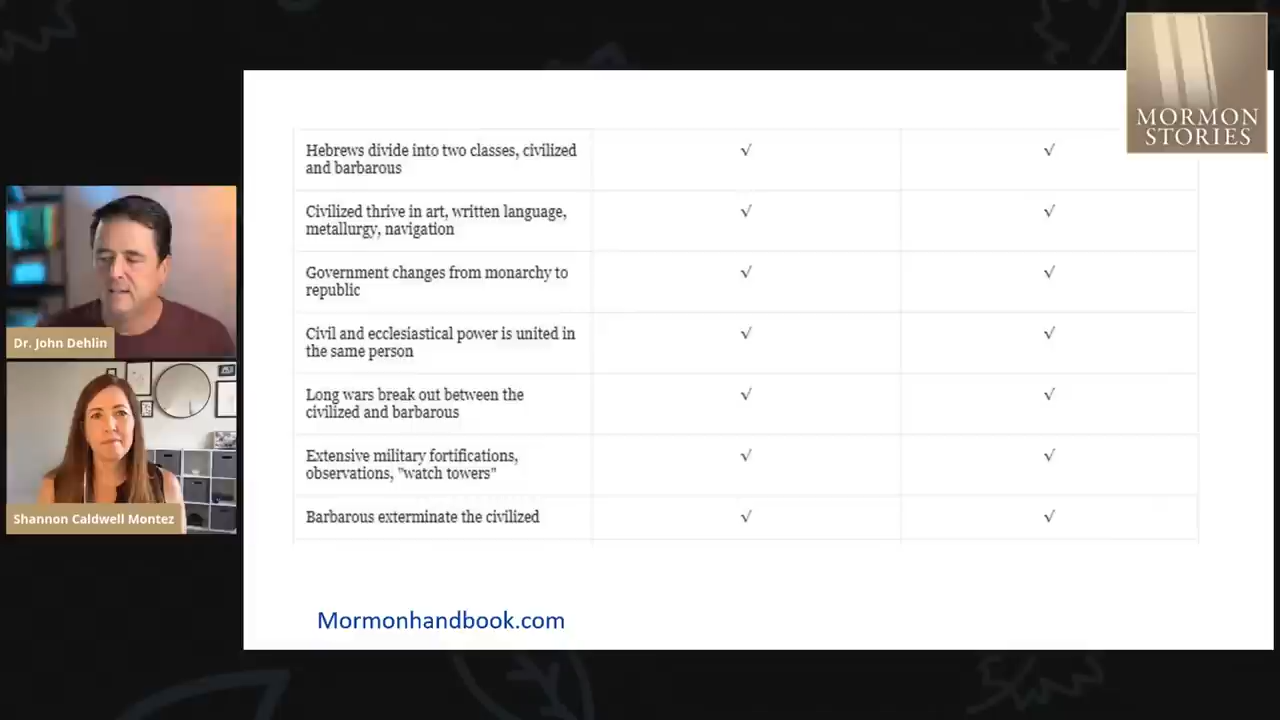 MORMON
STORIES
Hebrews divide into two classes, civilized
and barbarous
√ √
Civilized thrive in art, written language,
metallurgy, navigation
√ √
Government changes from monarchy to
republic
√ √
Civil and ecclesiastical power is united in
the same person
√ √
Long wars break out between the
civilized and barbarous
√ √
Extensive military fortifications,
observations, "watch towers"
√ √
Barbarous exterminate the civilized
√ √
Mormonhandbook.com
Dr. John Dehlin
Shannon Caldwell Montez